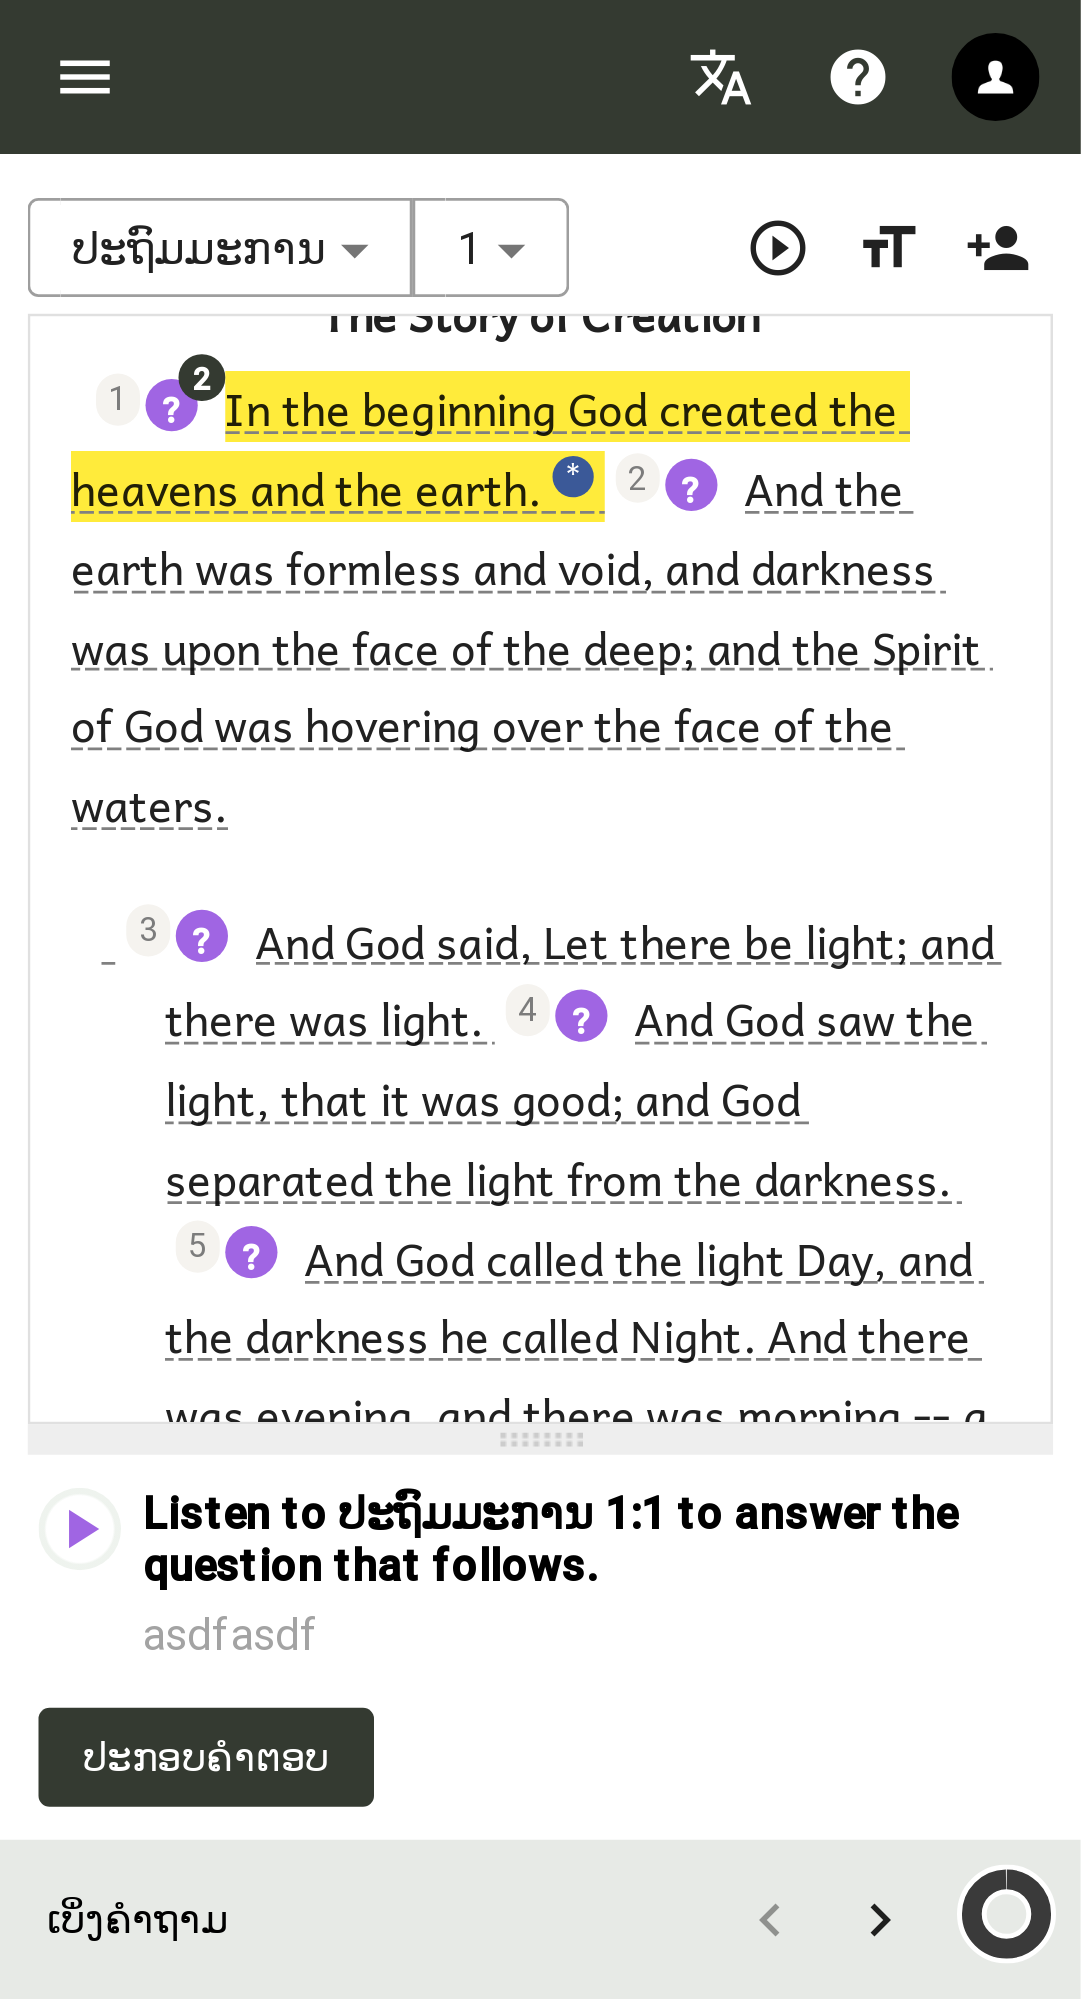 ປະຖົມມະການ 1
The Story of Creation
1 ? 2 In the beginning God created the
heavens and the earth. * 2 ? And the
earth was formless and void, and darkness
was upon the face of the deep; and the Spirit
of God was hovering over the face of the
waters.
3 ? And God said, Let there be light; and
there was light. 4 ? And God saw the
light, that it was good; and God
separated the light from the darkness.
5 ? And God called the light Day, and
the darkness he called Night. And there
was evening, and there was morning -- a
Listen to ປະຖົມມະການ 1:1 to answer the
question that follows.
asdfasdf
ປະກອບຄຳຕອບ
ເບິ່ງຄຳຖາມ